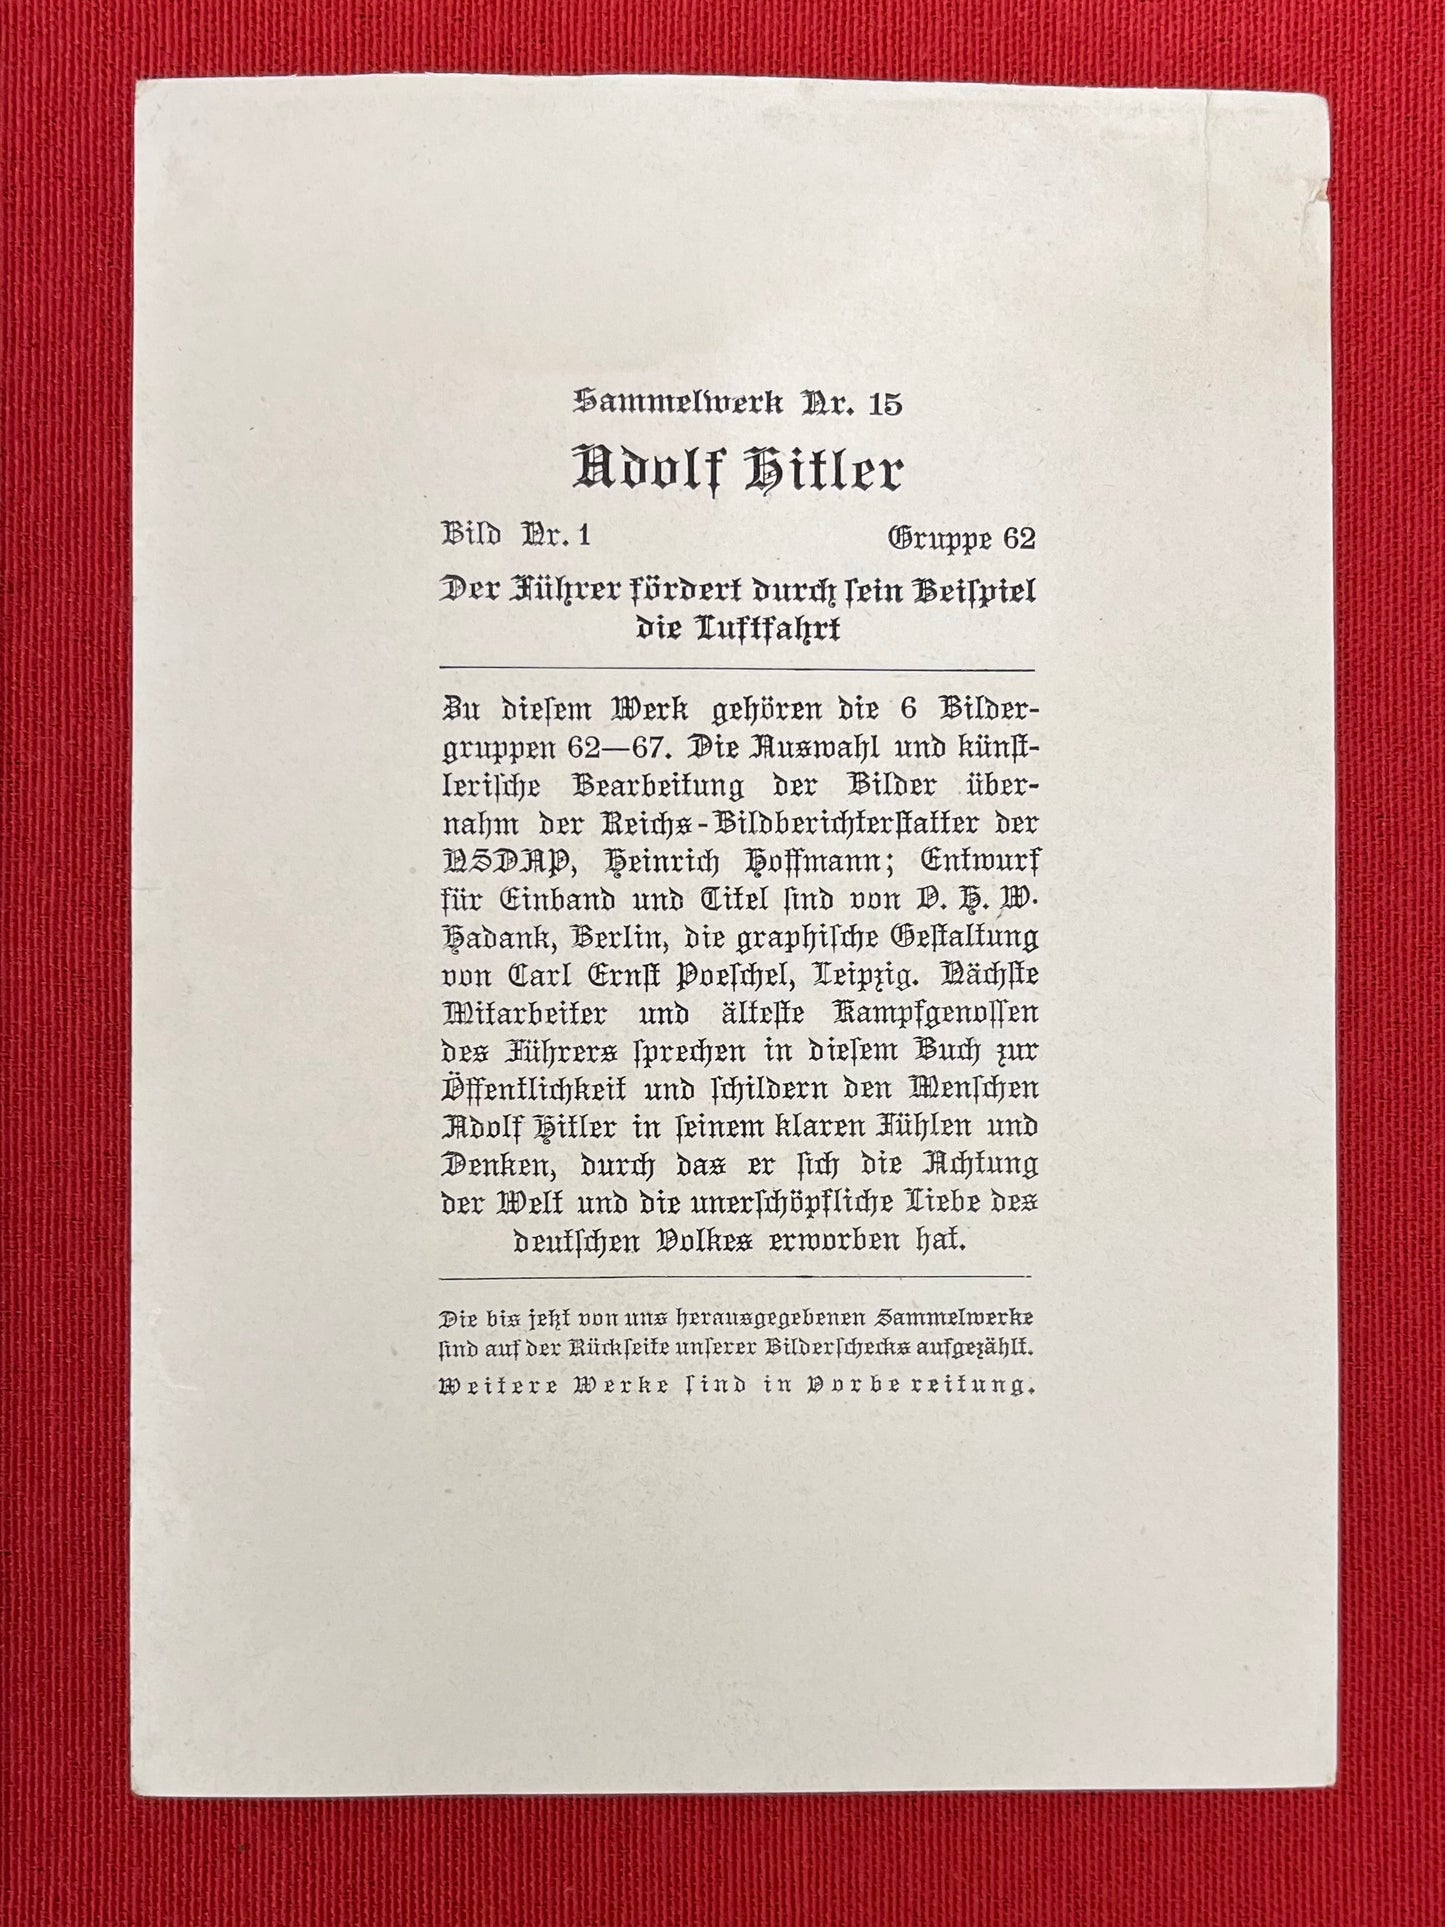 Sammelwerk Nr. 15
Adolf Hitler
Bild Nr. 1 Gruppe 62
Der Führer fördert durch sein Beispiel
die Luftfahrt
Zu diesem Werk gehören die 6 Bilder-
gruppen 62—67. Die Auswahl und künst-
lerische Bearbeitung der Bilder über-
nahm der Reichs-Bildberichterstatter der
NSDAP, Heinrich Hoffmann; Entwurf
für Einband und Titel sind von O. H. W.
Hadank, Berlin, die graphische Gestaltung
von Carl Ernst Poeschel, Leipzig. Nächste
Mitarbeiter und älteste Kampfgenossen
des Führers sprechen in diesem Buch zur
Öffentlichkeit und schildern den Menschen
Adolf Hitler in seinem klaren Fühlen und
Denken, durch das er sich die Achtung
der Welt und die unerschöpfliche Liebe des
deutschen Volkes erworben hat.
Die bis jetzt von uns herausgegebenen Sammelwerke
sind auf der Rückseite unserer Bilderschecks aufgezählt.
Weitere Werke sind in Vorbereitung.